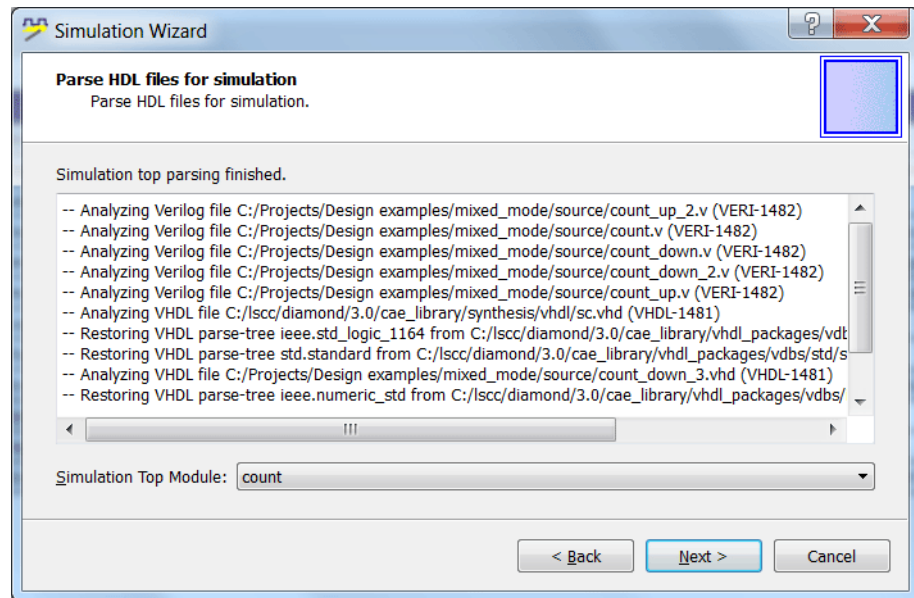 Simulation Wizard
Parse HDL files for simulation
Parse HDL files for simulation.
Simulation top parsing finished.
-- Analyzing Verilog file C:/Projects/Design examples/mixed_mode/source/count_up_2.v (VERI-1482)
-- Analyzing Verilog file C:/Projects/Design examples/mixed_mode/source/count.v (VERI-1482)
-- Analyzing Verilog file C:/Projects/Design examples/mixed_mode/source/count_down.v (VERI-1482)
-- Analyzing Verilog file C:/Projects/Design examples/mixed_mode/source/count_down_2.v (VERI-1482)
-- Analyzing Verilog file C:/Projects/Design examples/mixed_mode/source/count_up.v (VERI-1482)
-- Analyzing VHDL file C:/lscc/diamond/3.0/cae_library/synthesis/vhdl/sc.vhd (VHDL-1481)
-- Restoring VHDL parse-tree ieee.std_logic_1164 from C:/lscc/diamond/3.0/cae_library/vhdl_packages/vdb
-- Restoring VHDL parse-tree std.standard from C:/lscc/diamond/3.0/cae_library/vhdl_packages/vdbs/std/s
-- Analyzing VHDL file C:/Projects/Design examples/mixed_mode/source/count_down_3.vhd (VHDL-1481)
-- Restoring VHDL parse-tree ieee.numeric_std from C:/lscc/diamond/3.0/cae_library/vhdl_packages/vdbs/
Simulation Top Module: count
< Back Next > Cancel